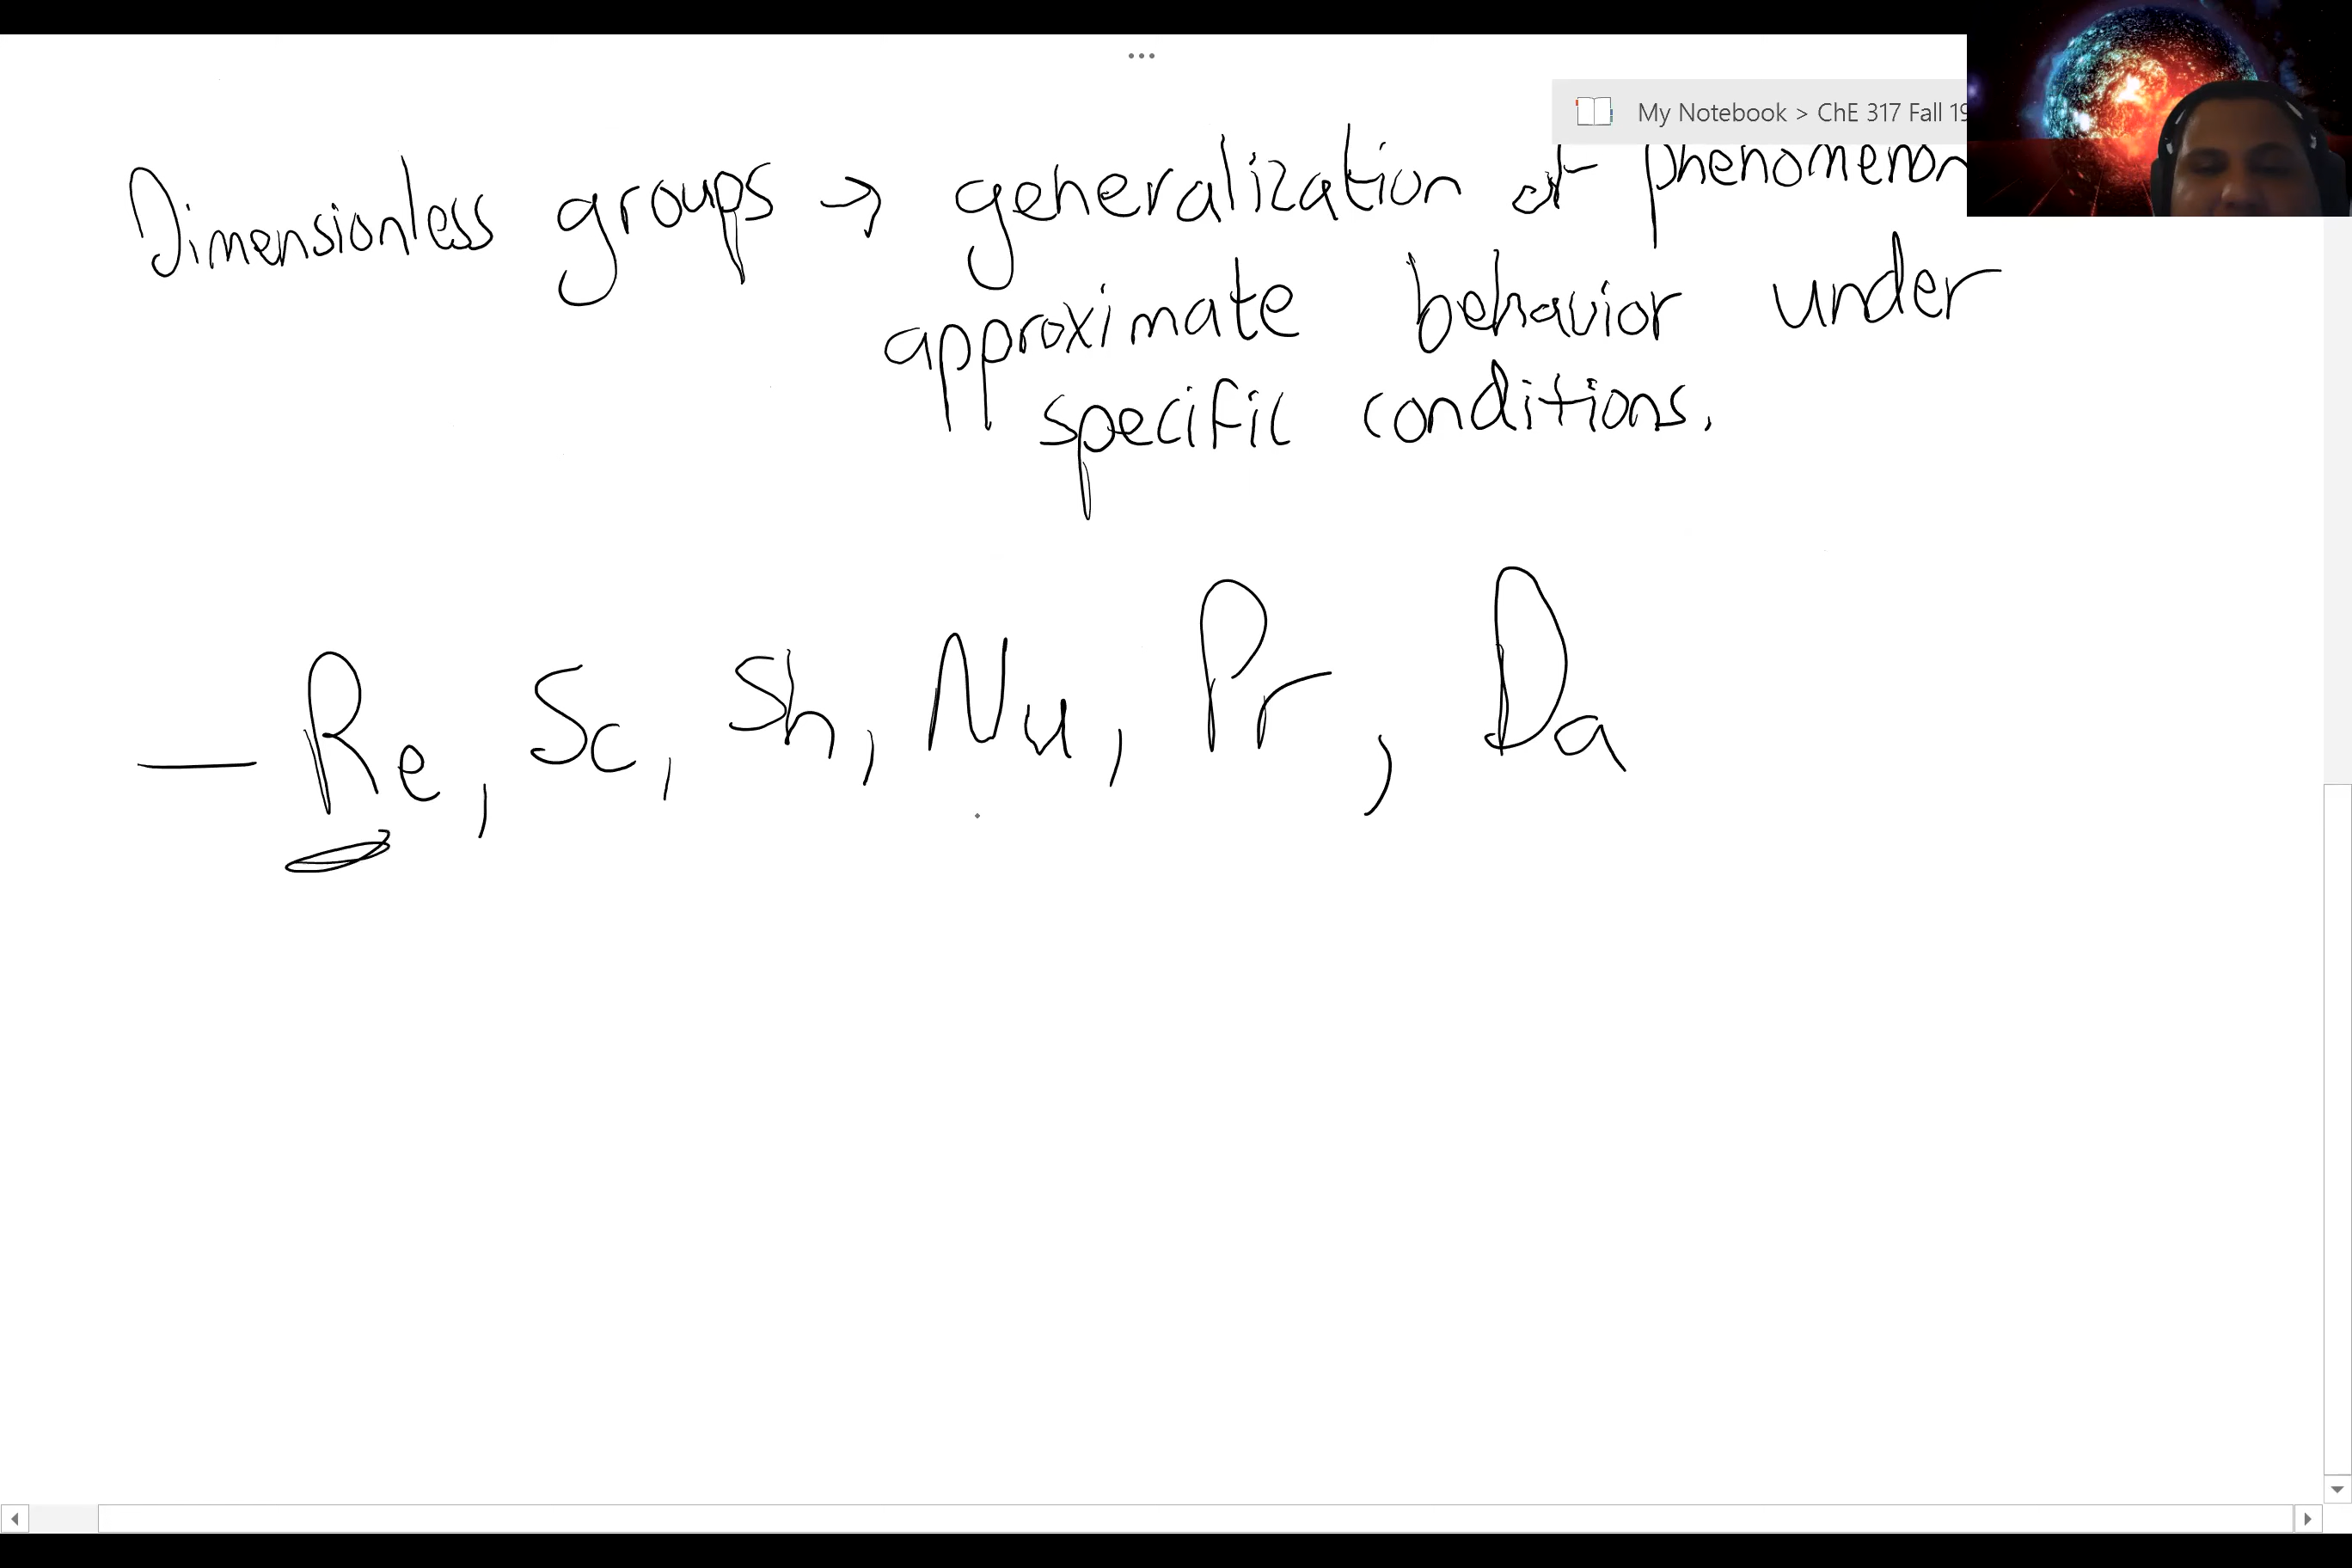 My Notebook > ChE 317 Fall 19
Dimensionless groups → generalization of phenomenon
approximate behavior under
specific conditions.
— Re, Sc, Sh, Nu, Pr, Da